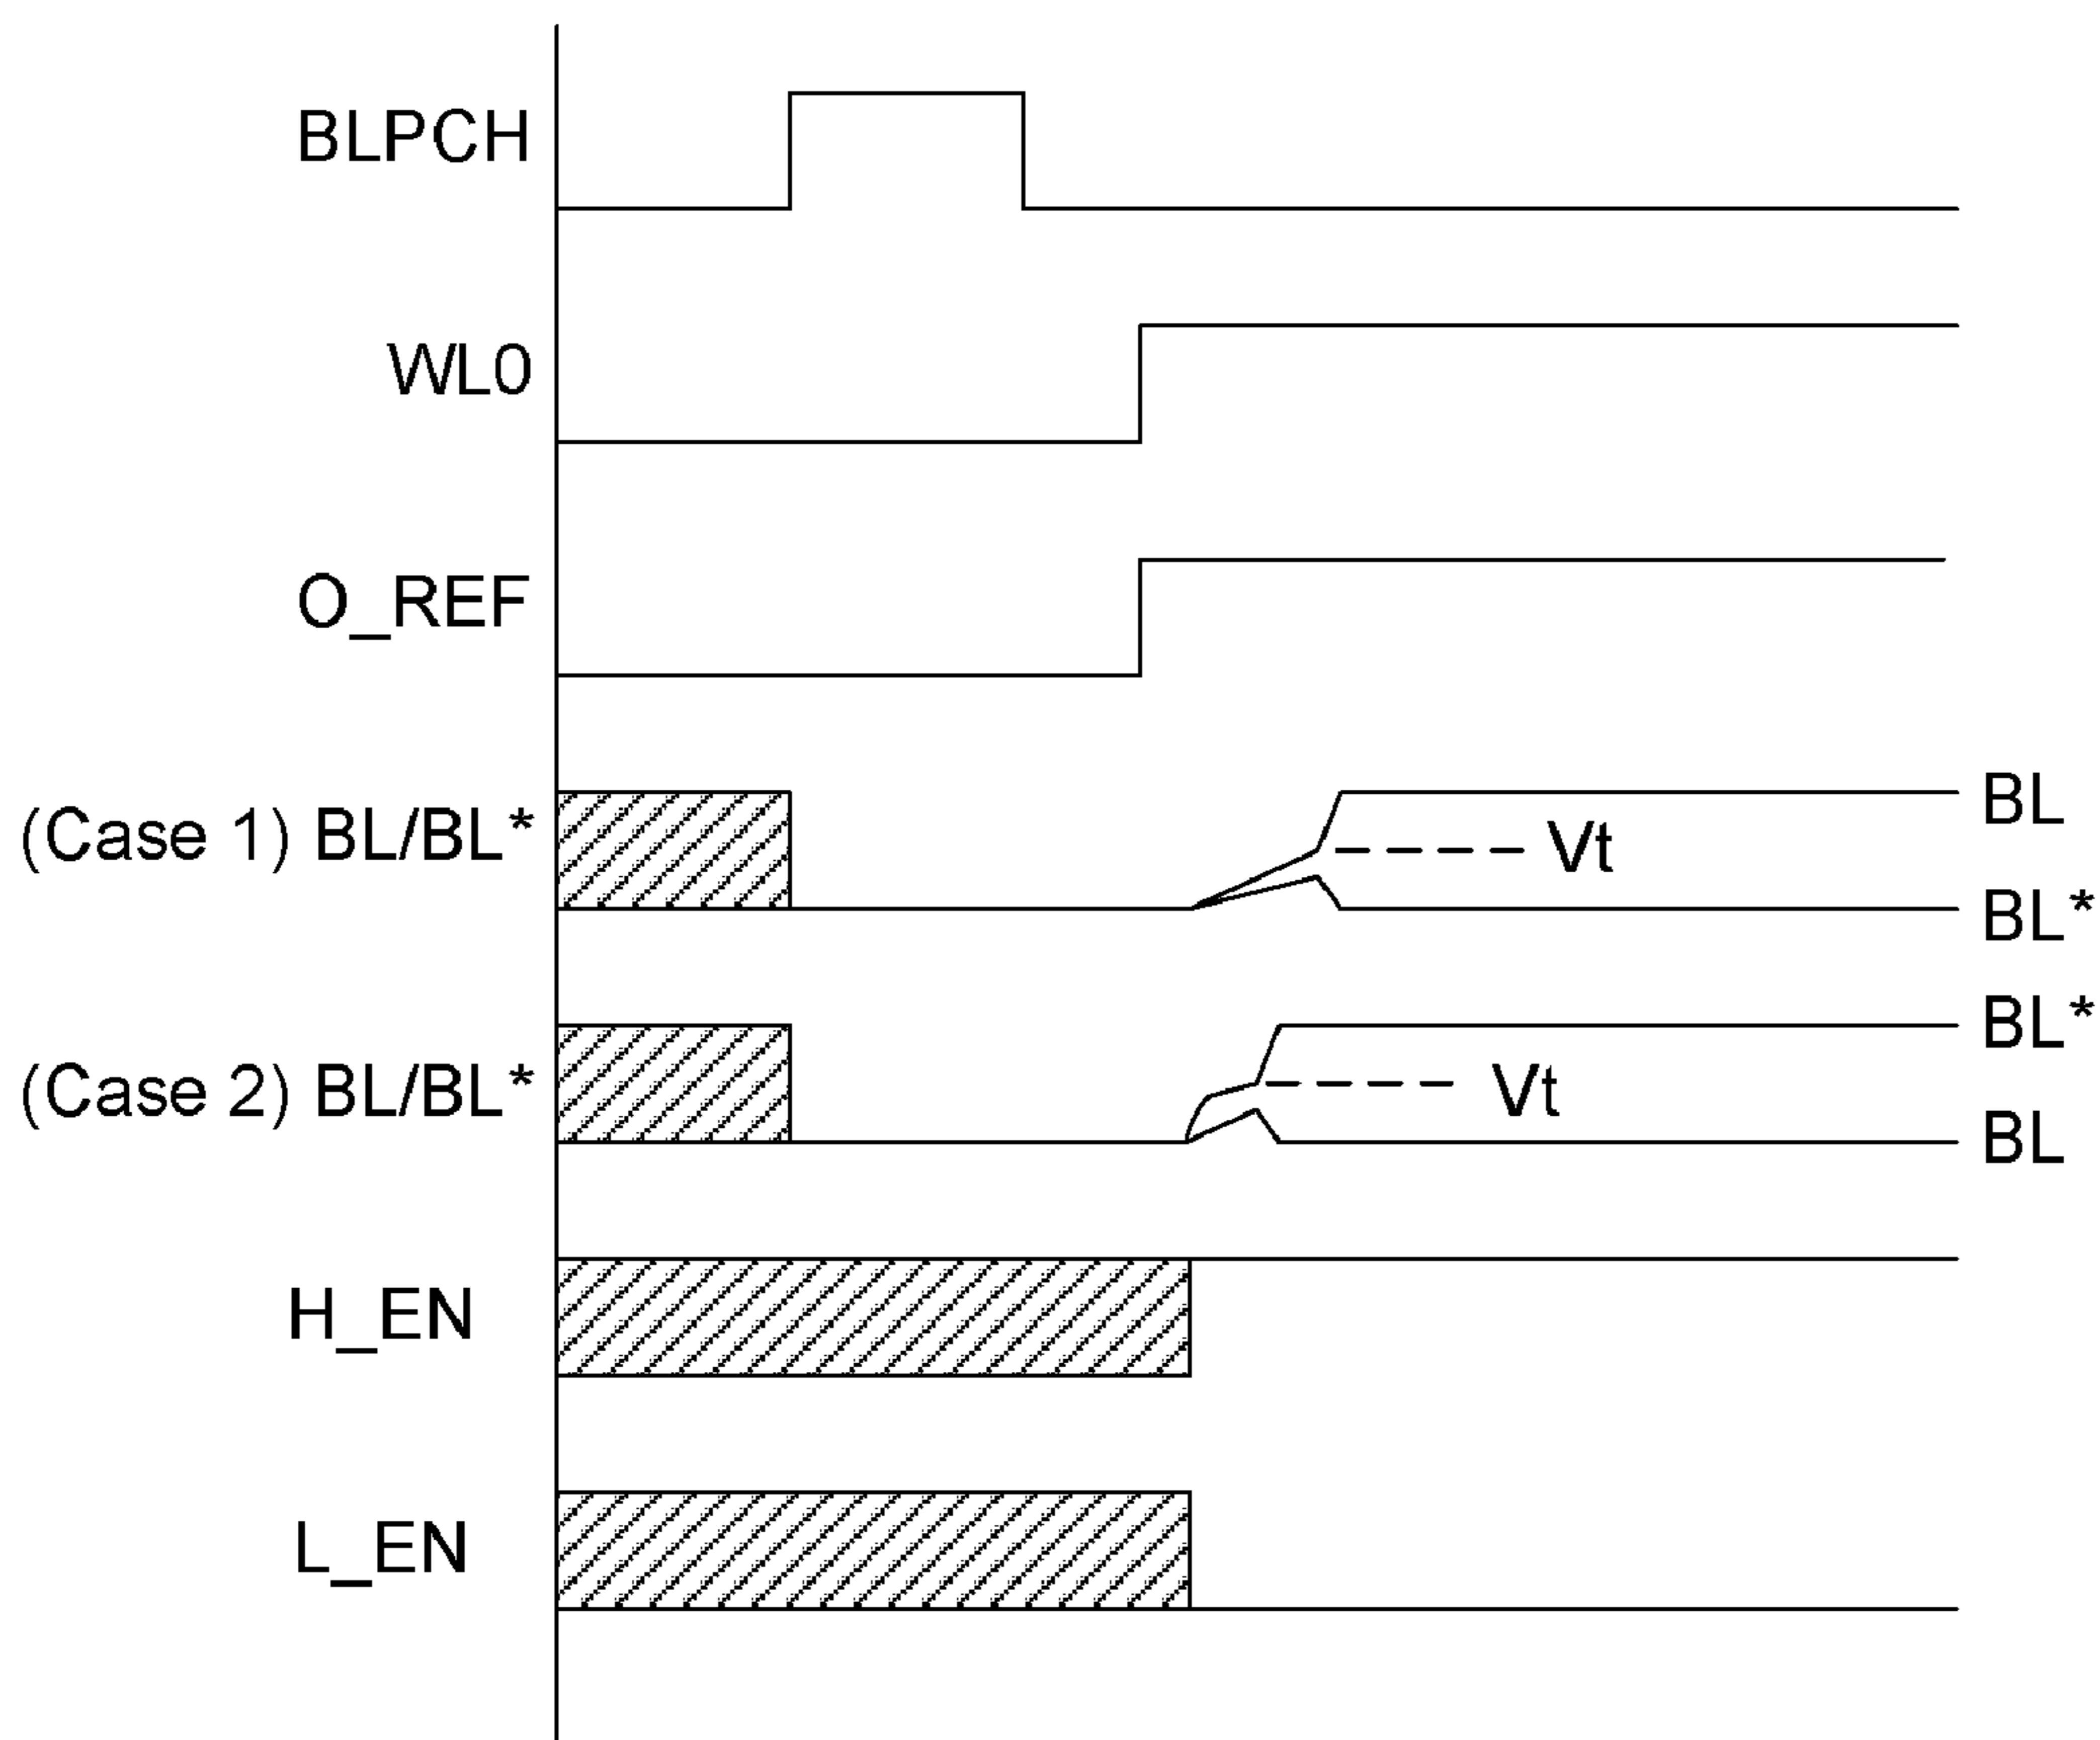 BLPCH
WL0
O_REF
(Case 1) BL/BL*
BL
Vt
BL*
(Case 2) BL/BL*
BL*
Vt
BL
H_EN
L_EN